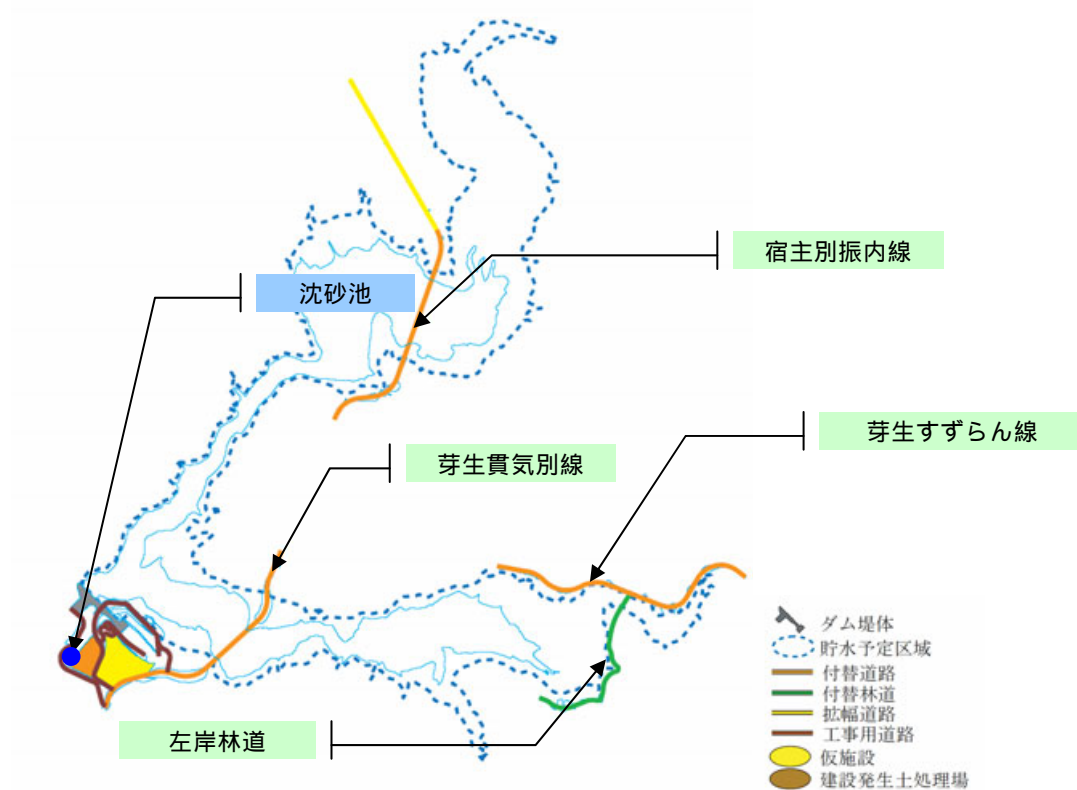 宿主別振内線
沈砂池
芽生すずらん線
芽生貫気別線
左岸林道
ダム堤体
貯水予定区域
付替道路
付替林道
拡幅道路
工事用道路
仮施設
建設発生土処理場